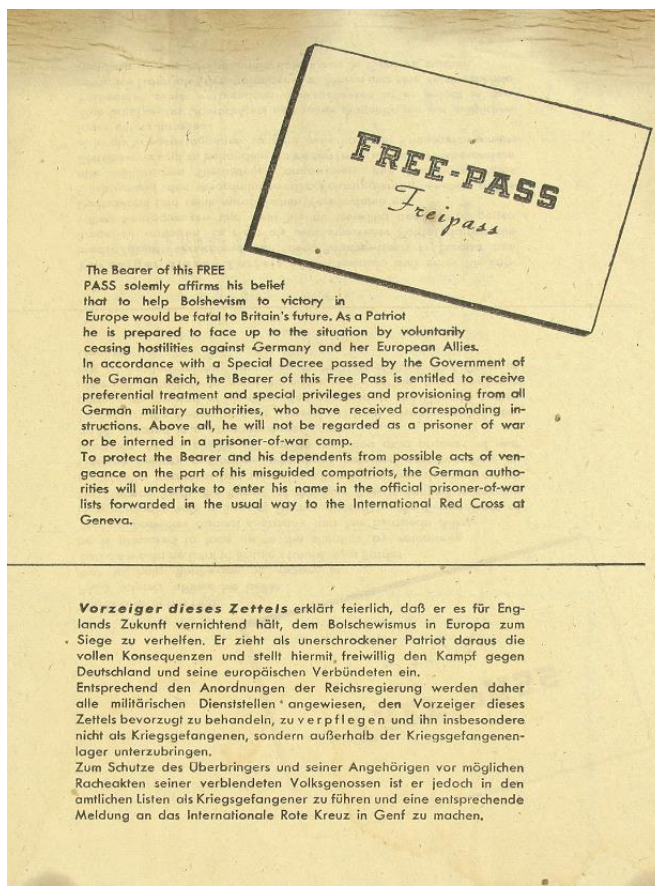 FREE-PASS
Freipass
The Bearer of this FREE
PASS solemly affirms his belief
that to help Bolshevism to victory in
Europe would be fatal to Britain's future. As a Patriot
he is prepared to face up to the situation by voluntarily
ceasing hostilities against Germany and her European Allies.
In accordance with a Special Decree passed by the Government of
the German Reich, the Bearer of this Free Pass is entitled to receive
preferential treatment and special privileges and provisioning from all
German military authorities, who have received corresponding in-
structions. Above all, he will not be regarded as a prisoner of war
or be interned in a prisoner-of-war camp.
To protect the Bearer and his dependents from possible acts of ven-
geance on the part of his misguided compatriots, the German autho-
rities will undertake to enter his name in the official prisoner-of-war
lists forwarded in the usual way to the International Red Cross at
Geneva.
Vorzeiger dieses Zettels erklärt feierlich, daß er es für Eng-
lands Zukunft vernichtend hält, dem Bolschewismus in Europa zum
Siege zu verhelfen. Er zieht als unerschrockener Patriot daraus die
vollen Konsequenzen und stellt hiermit freiwillig den Kampf gegen
Deutschland und seine europäischen Verbündeten ein.
Entsprechend den Anordnungen der Reichsregierung werden daher
alle militärischen Dienststellen angewiesen, den Vorzeiger dieses
Zettels bevorzugt zu behandeln, zu verpflegen und ihn insbesondere
nicht als Kriegsgefangenen, sondern außerhalb der Kriegsgefangenen-
lager unterzubringen.
Zum Schutze des Überbringers und seiner Angehörigen vor möglichen
Racheakten seiner verblendeten Volksgenossen ist er jedoch in den
amtlichen Listen als Kriegsgefangener zu führen und eine entsprechende
Meldung an das Internationale Rote Kreuz in Genf zu machen.